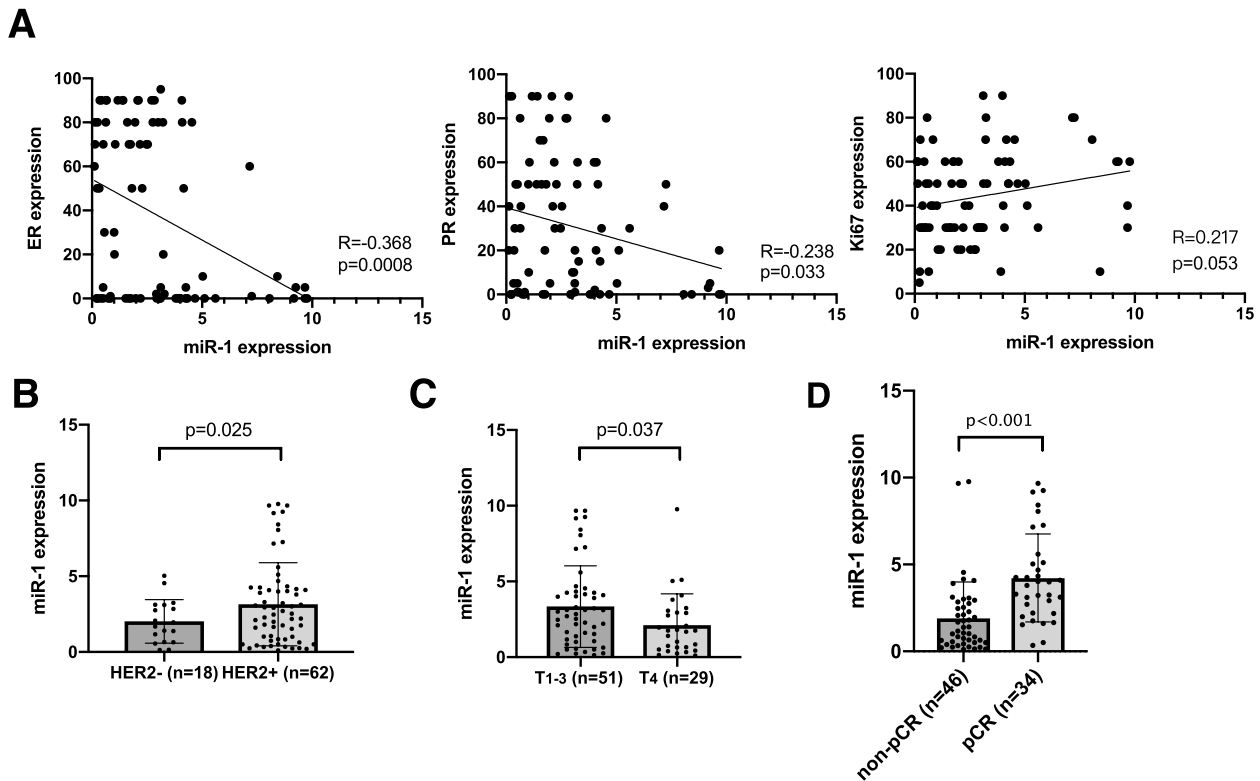 A
ER expression
100
80
60
40
20
0
0 5 10 15
miR-1 expression
R=-0.368
p=0.0008
PR expression
100
80
60
40
20
0
0 5 10 15
miR-1 expression
R=-0.238
p=0.033
Ki67 expression
100
80
60
40
20
0
0 5 10 15
miR-1 expression
R=0.217
p=0.053
B
miR-1 expression
15
10
5
0
p=0.025
HER2- (n=18) HER2+ (n=62)
C
miR-1 expression
15
10
5
0
p=0.037
T1-3 (n=51) T4 (n=29)
D
miR-1 expression
15
10
5
0
p<0.001
non-pCR (n=46)
pCR (n=34)